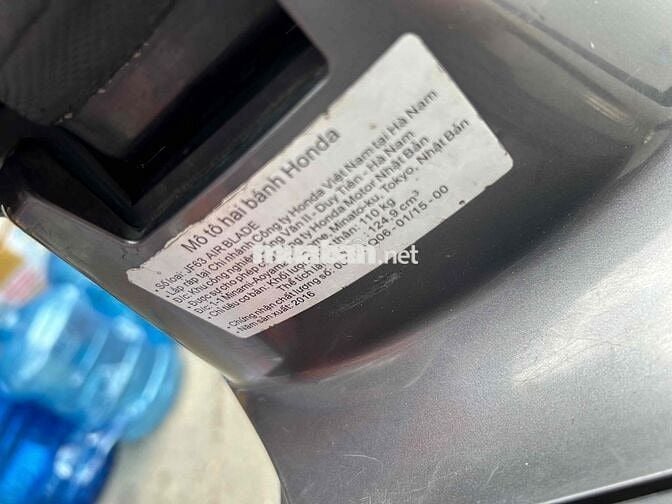 Mô tô hai bánh Honda
- Số loại: JF63 AIR BLADE
- Lắp ráp tại Chi nhánh Công ty Honda Việt Nam tại Hà Nam
Đ/c: Khu công nghiệp Đồng Văn II - Duy Tiên - Hà Nam
Được sự cho phép của Công ty Honda Motor Nhật Bản
Đ/c: 1-1 Minami-Aoyama, Minato-ku, Tokyo, Nhật Bản
- Chỉ tiêu cơ bản: Khối lượng bản thân: 110 kg
Thể tích làm 124,9 cm³
- Chứng nhận chất lượng số: Q06-01/15-00
- Năm sản xuất: 2016
muaban.net